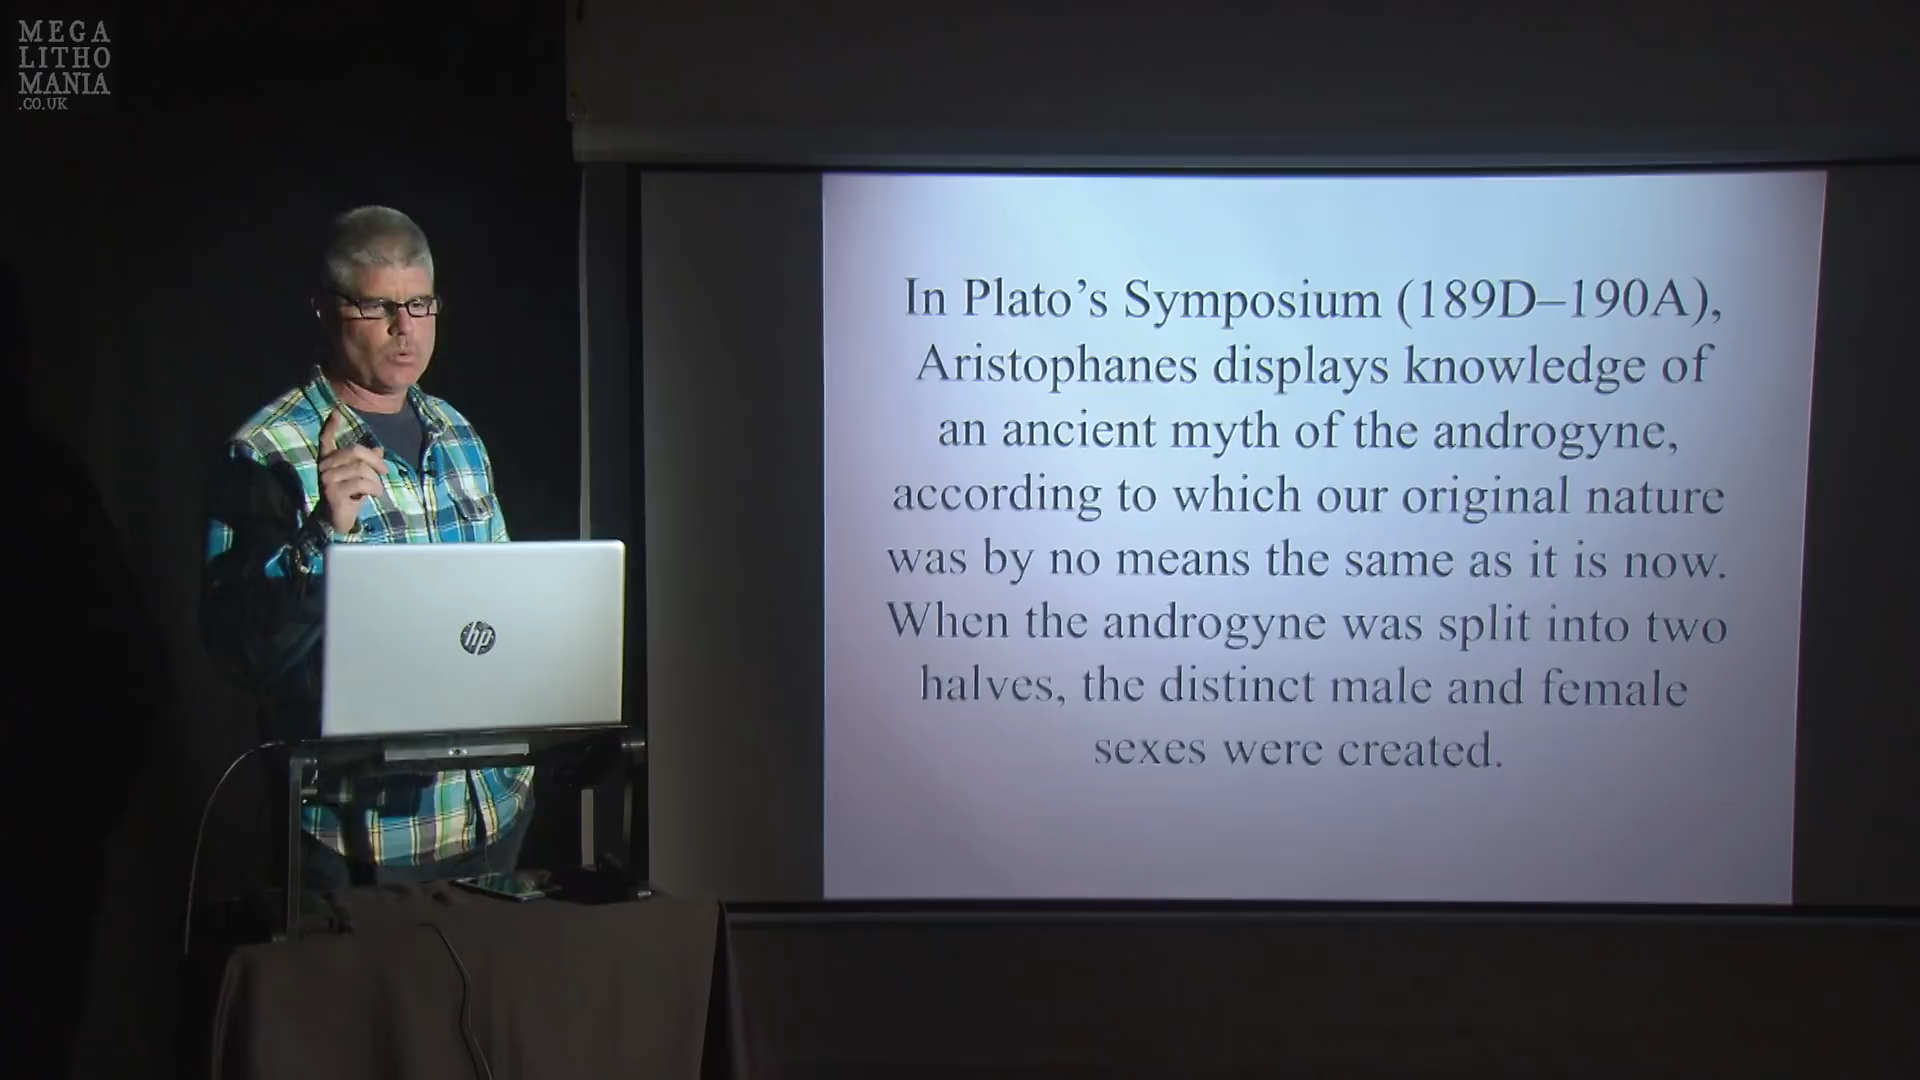 MEGA
LITHO
MANIA
.CO.UK
In Plato’s Symposium (189D–190A),
Aristophanes displays knowledge of
an ancient myth of the androgyne,
according to which our original nature
was by no means the same as it is now.
When the androgyne was split into two
halves, the distinct male and female
sexes were created.
hp